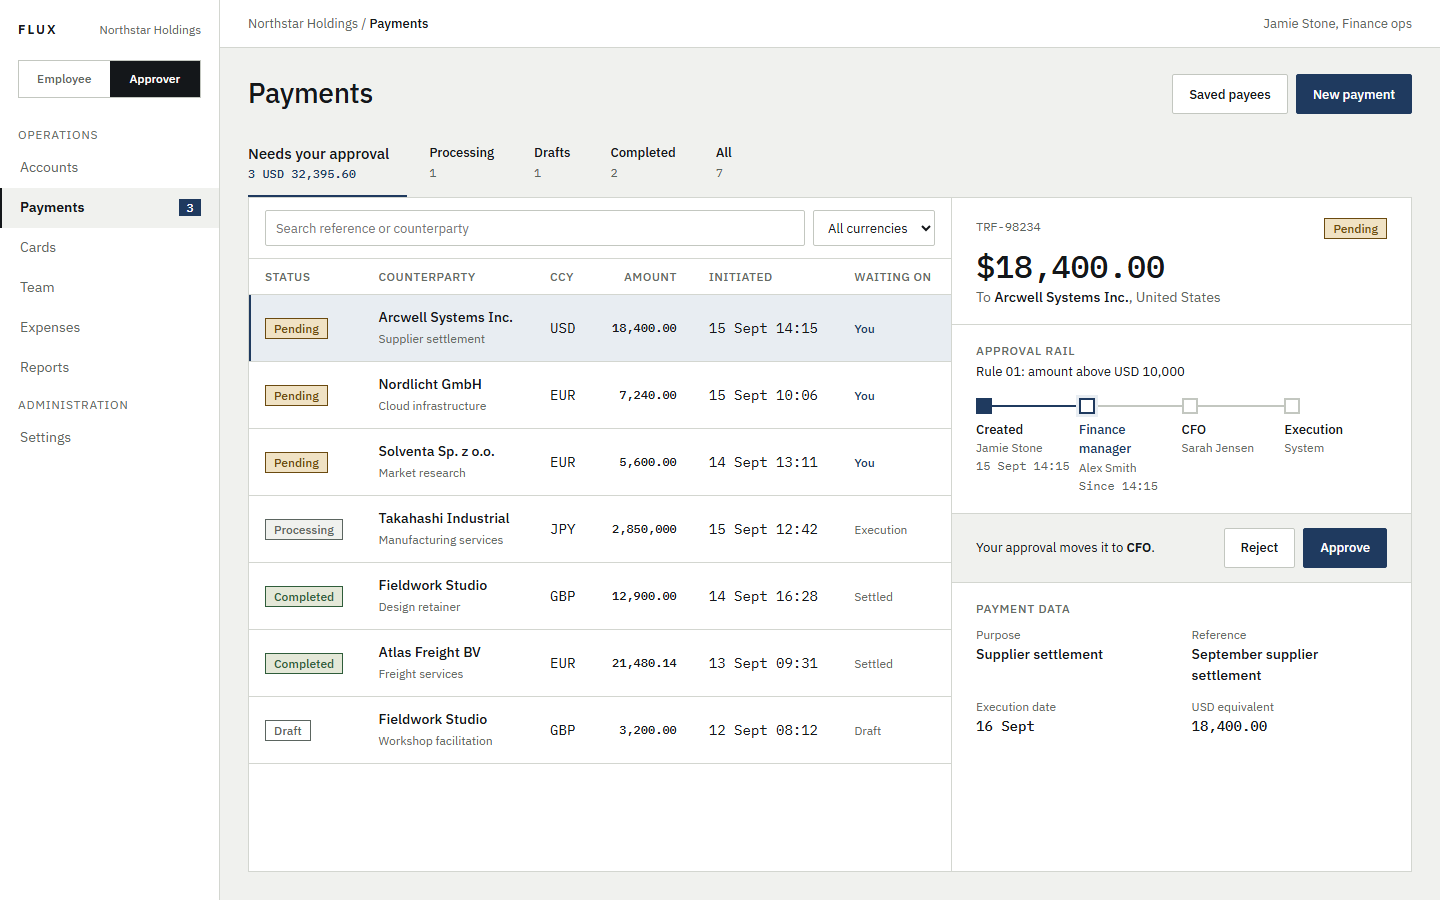 FLUX
Northstar Holdings
Employee
Approver
OPERATIONS
Accounts
Payments
3
Cards
Team
Expenses
Reports
ADMINISTRATION
Settings
Northstar Holdings / Payments
Jamie Stone, Finance ops
Payments
Saved payees
New payment
Needs your approval
3 USD 32,395.60
Processing
1
Drafts
1
Completed
2
All
7
Search reference or counterparty
All currencies
STATUS COUNTERPARTY CCY AMOUNT INITIATED WAITING ON
Pending
Arcwell Systems Inc.
Supplier settlement
USD 18,400.00 15 Sept 14:15 You
Pending
Nordlicht GmbH
Cloud infrastructure
EUR 7,240.00 15 Sept 10:06 You
Pending
Solventa Sp. z o.o.
Market research
EUR 5,600.00 14 Sept 13:11 You
Processing
Takahashi Industrial
Manufacturing services
JPY 2,850,000 15 Sept 12:42 Execution
Completed
Fieldwork Studio
Design retainer
GBP 12,900.00 14 Sept 16:28 Settled
Completed
Atlas Freight BV
Freight services
EUR 21,480.14 13 Sept 09:31 Settled
Draft
Fieldwork Studio
Workshop facilitation
GBP 3,200.00 12 Sept 08:12 Draft
TRF-98234
Pending
$18,400.00
To Arcwell Systems Inc., United States
APPROVAL RAIL
Rule 01: amount above USD 10,000
Created
Jamie Stone
15 Sept 14:15
Finance
manager
Alex Smith
Since 14:15
CFO
Sarah Jensen
Execution
System
Your approval moves it to CFO.
Reject
Approve
PAYMENT DATA
Purpose
Supplier settlement
Reference
September supplier
settlement
Execution date
16 Sept
USD equivalent
18,400.00